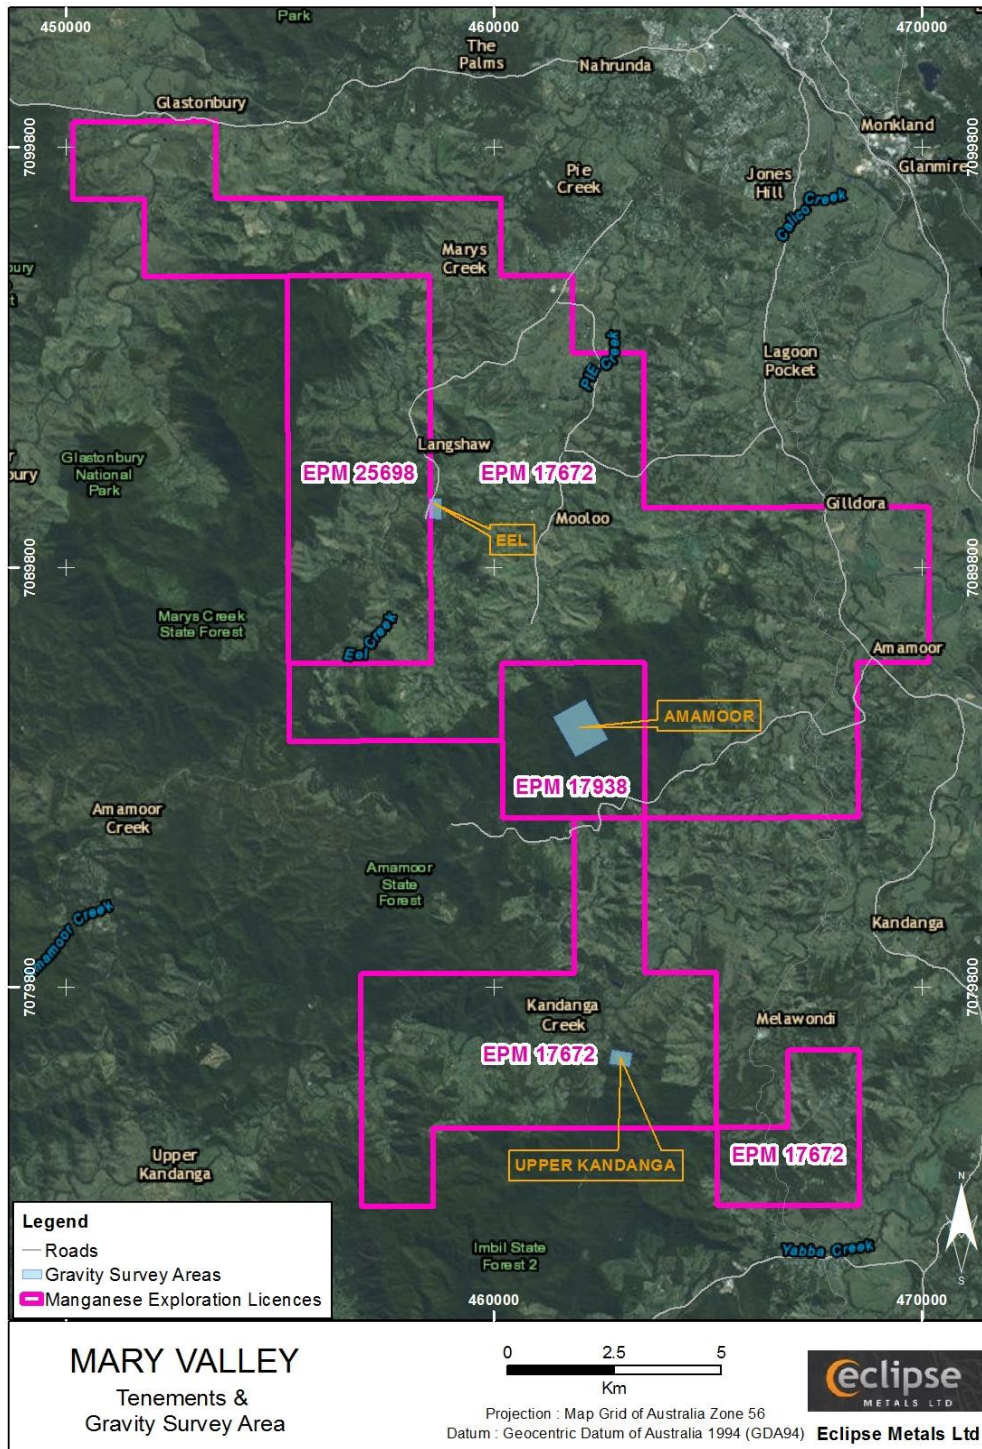 450000
460000
470000
Park
The
Palms
Nahrunda
Glastonbury
Monkland
Glanmire
7099800
7099800
Pie
Creek
Jones
Hill
Calico Creek
Marys
Creek
PIE Creek
Lagoon
Pocket
Langshaw
Glastonbury
National
Park
EPM 25698
EPM 17672
Gilldora
Mooloo
EEL
7089800
7089800
Marys Creek
State Forest
Eel Creek
Amamoor
AMAMOOR
EPM 17938
Amamoor
Creek
Amamoor
State
Forest
Kandanga
7079800
7079800
Kandanga
Creek
Melawondi
EPM 17672
UPPER KANDANGA
EPM 17672
Upper
Kandanga
N
S
Imbil State
Forest 2
Yabba Creek
Legend
Roads
Gravity Survey Areas
Manganese Exploration Licences
460000
470000
MARY VALLEY
Tenements &
Gravity Survey Area
0 2.5 5
Km
Projection : Map Grid of Australia Zone 56
Datum : Geocentric Datum of Australia 1994 (GDA94)
eclipse
METALS LTD
Eclipse Metals Ltd